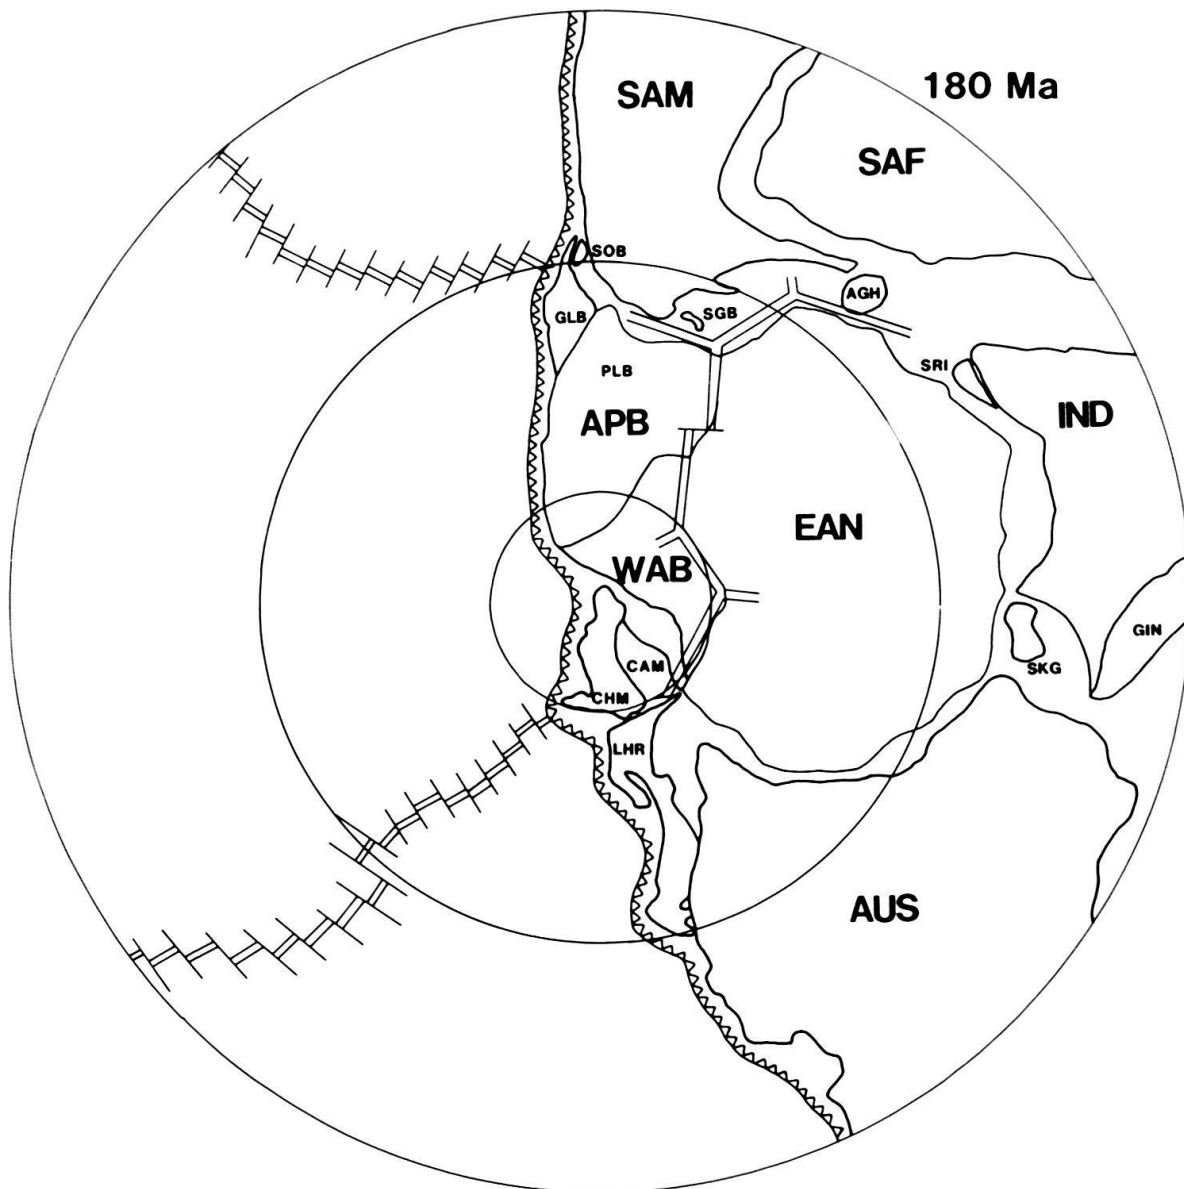 180 Ma
SAM
SAF
SOB
AGH
GLB
SGB
SRI
PLB
IND
APB
EAN
WAB
GIN
CAM
SKG
CHM
LHR
AUS